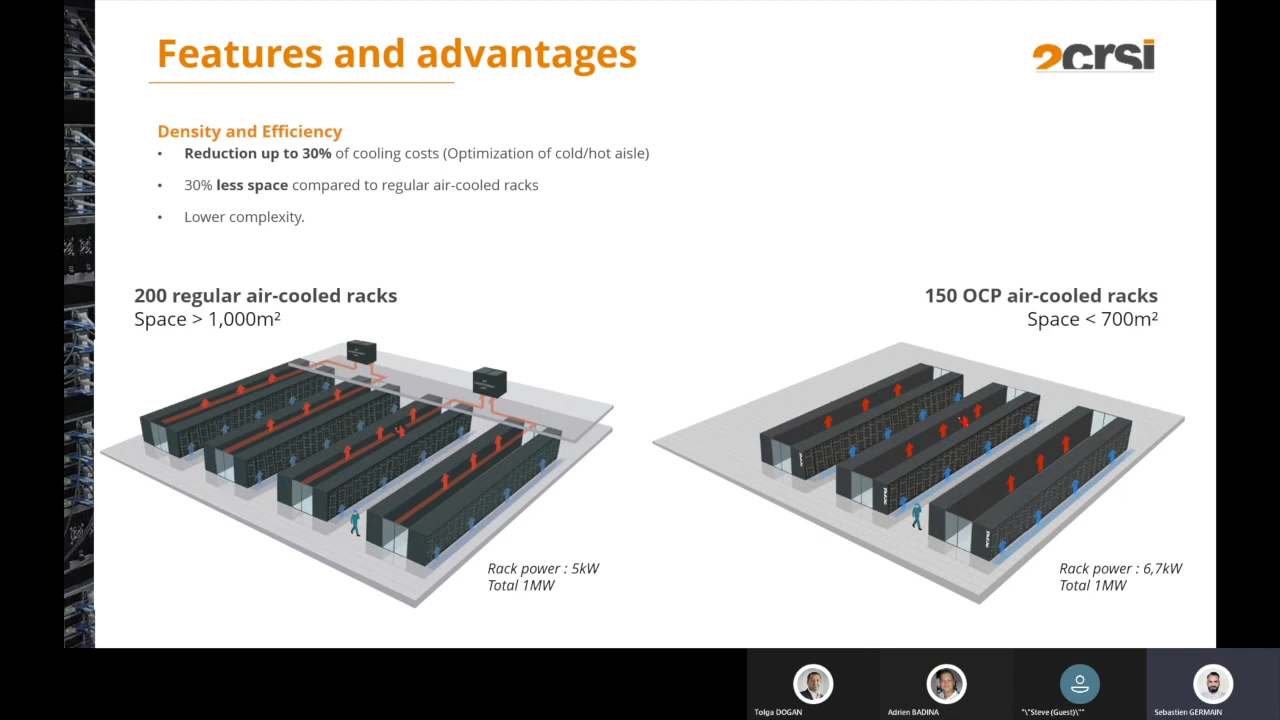 Features and advantages
2crsi
Density and Efficiency
• Reduction up to 30% of cooling costs (Optimization of cold/hot aisle)
• 30% less space compared to regular air-cooled racks
• Lower complexity.
200 regular air-cooled racks
Space > 1,000m²
150 OCP air-cooled racks
Space < 700m²
Rack power : 5kW
Total 1MW
Rack power : 6,7kW
Total 1MW
Tolga DOGAN
Adrien BADINA
"\"Steve (Guest)\""
Sebastien GERMAIN